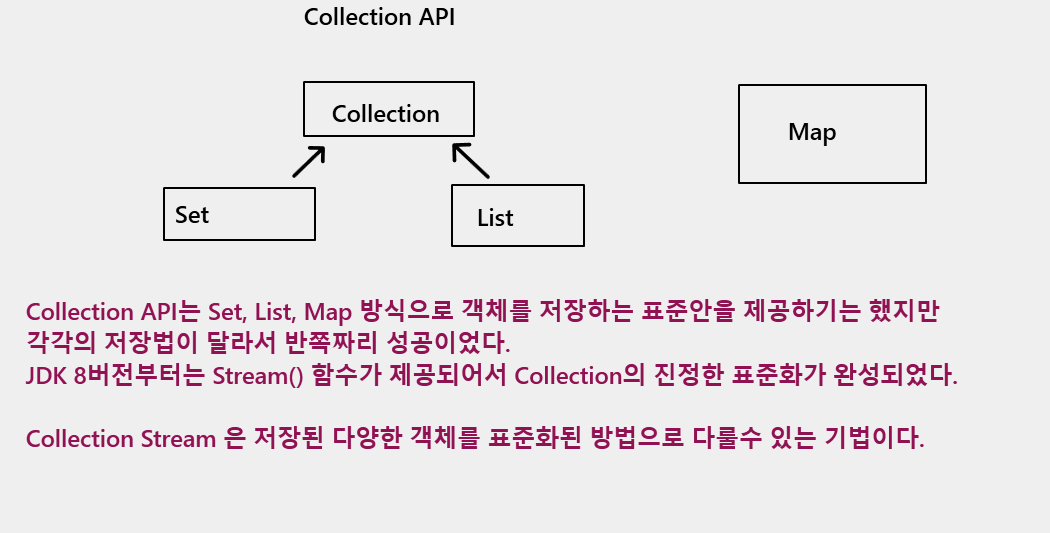 Collection API
Collection
Map
Set
List
Collection API는 Set, List, Map 방식으로 객체를 저장하는 표준안을 제공하기는 했지만
각각의 저장법이 달라서 반쪽짜리 성공이었다.
JDK 8버전부터는 Stream() 함수가 제공되어서 Collection의 진정한 표준화가 완성되었다.
Collection Stream 은 저장된 다양한 객체를 표준화된 방법으로 다룰수 있는 기법이다.